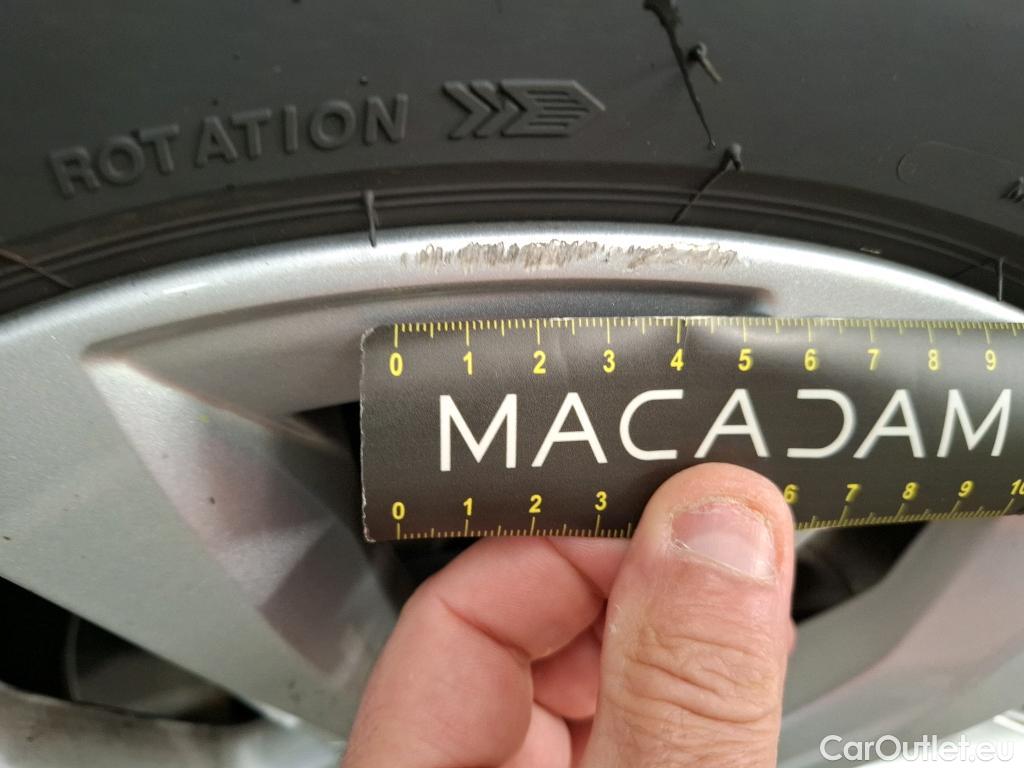 ROTATION
0 1 2 3 4 5 6 7 8 9
MACADAM
0 1 2 3 6 7 8 9 10
CarOutlet.eu